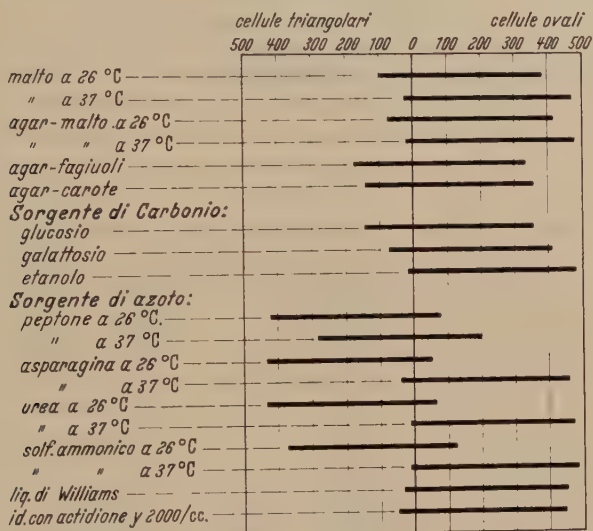 cellule triangolari cellule ovali
500 400 300 200 100 0 100 200 300 400 500
malto a 26 °C
" a 37 °C
agar-malto a 26 °C
" " a 37 °C
agar-fagiuoli
agar-carote
Sorgente di Carbonio:
glucosio
galattosio
etanolo
Sorgente di azoto:
peptone a 26 °C.
" a 37 °C
asparagina a 26 °C
" a 37 °C
urea a 26 °C
" a 37 °C
solf. ammonico a 26 °C
" " a 37 °C
liq. di Williams
id. con actidione γ 2000/cc.